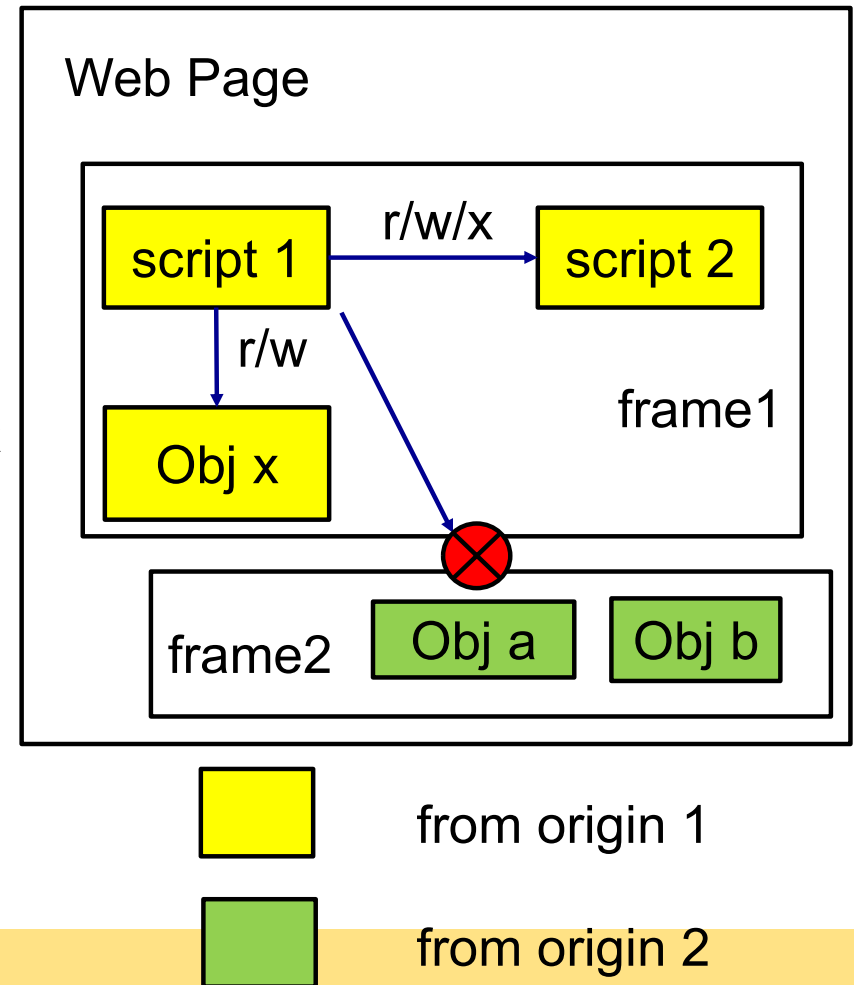 Web Page
script 1
r/w/x
script 2
r/w
frame1
Obj x
frame2
Obj a
Obj b
from origin 1
from origin 2